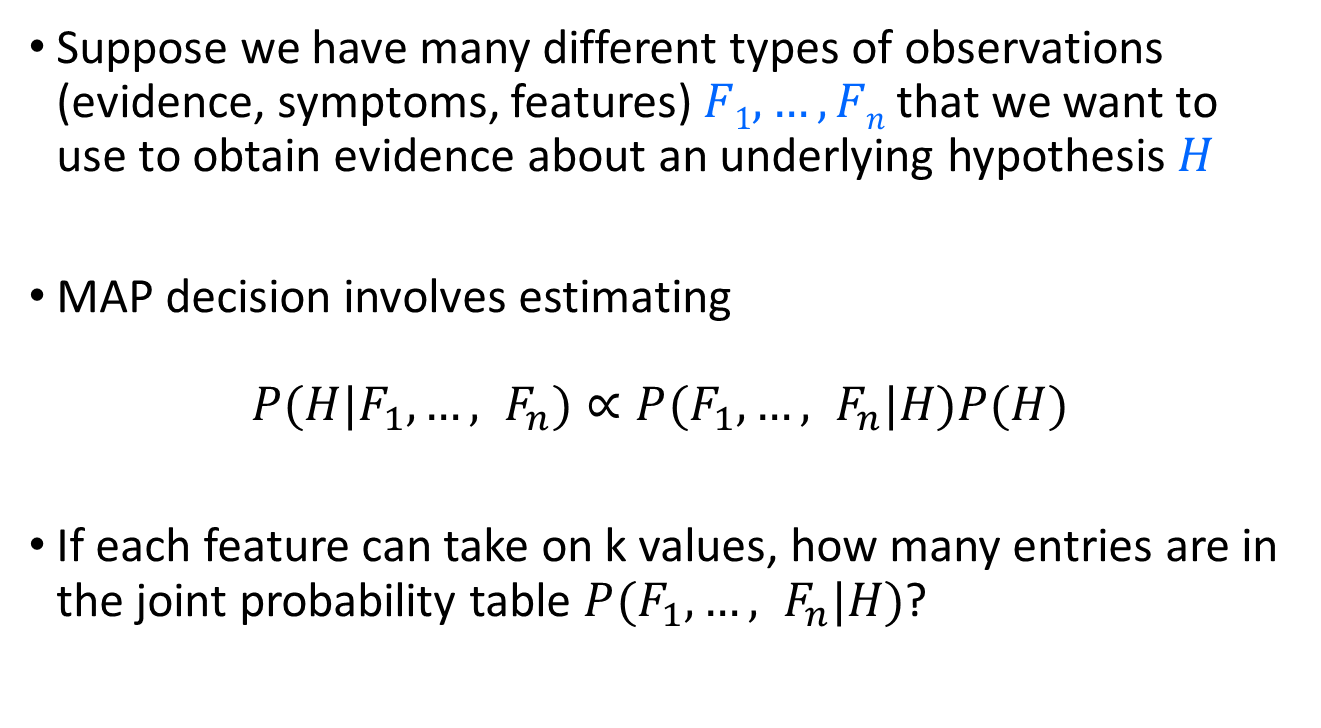 • Suppose we have many different types of observations
(evidence, symptoms, features) F₁, … , Fₙ that we want to
use to obtain evidence about an underlying hypothesis H
• MAP decision involves estimating
P(H|F₁, … , Fₙ) ∝ P(F₁, … , Fₙ|H)P(H)
• If each feature can take on k values, how many entries are in
the joint probability table P(F₁, … , Fₙ|H)?